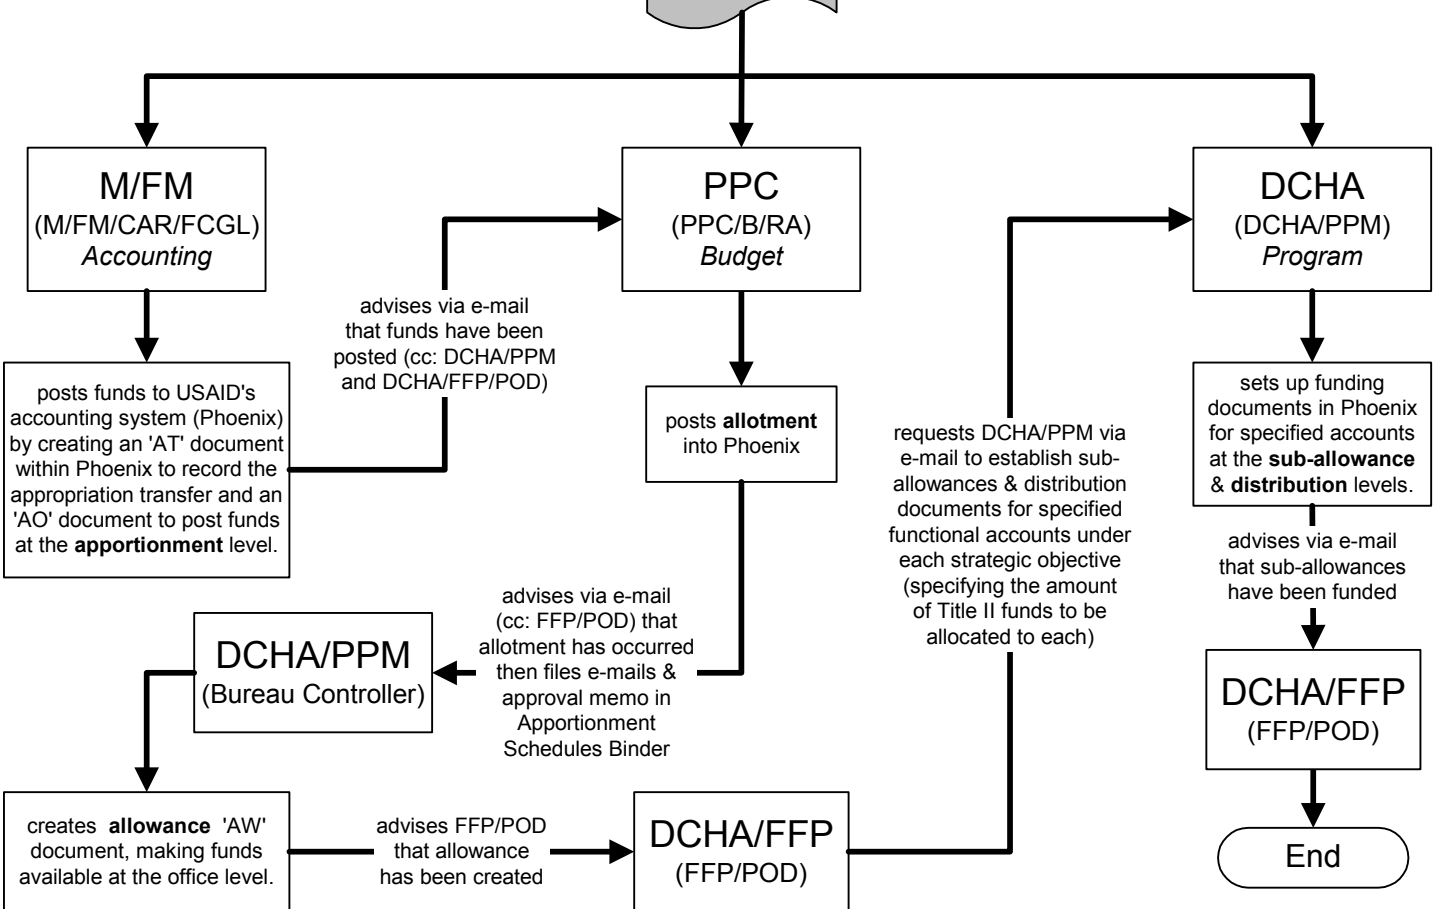 M/FM
(M/FM/CAR/FCGL)
Accounting
PPC
(PPC/B/RA)
Budget
DCHA
(DCHA/PPM)
Program
advises via e-mail
that funds have been
posted (cc: DCHA/PPM
and DCHA/FFP/POD)
posts funds to USAID's
accounting system (Phoenix)
by creating an 'AT' document
within Phoenix to record the
appropriation transfer and an
'AO' document to post funds
at the apportionment level.
posts allotment
into Phoenix
requests DCHA/PPM via
e-mail to establish sub-
allowances & distribution
documents for specified
functional accounts under
each strategic objective
(specifying the amount
of Title II funds to be
allocated to each)
sets up funding
documents in Phoenix
for specified accounts
at the sub-allowance
& distribution levels.
advises via e-mail
that sub-allowances
have been funded
advises via e-mail
(cc: FFP/POD) that
allotment has occurred
then files e-mails &
approval memo in
Apportionment
Schedules Binder
DCHA/PPM
(Bureau Controller)
DCHA/FFP
(FFP/POD)
creates allowance 'AW'
document, making funds
available at the office level.
advises FFP/POD
that allowance
has been created
DCHA/FFP
(FFP/POD)
End